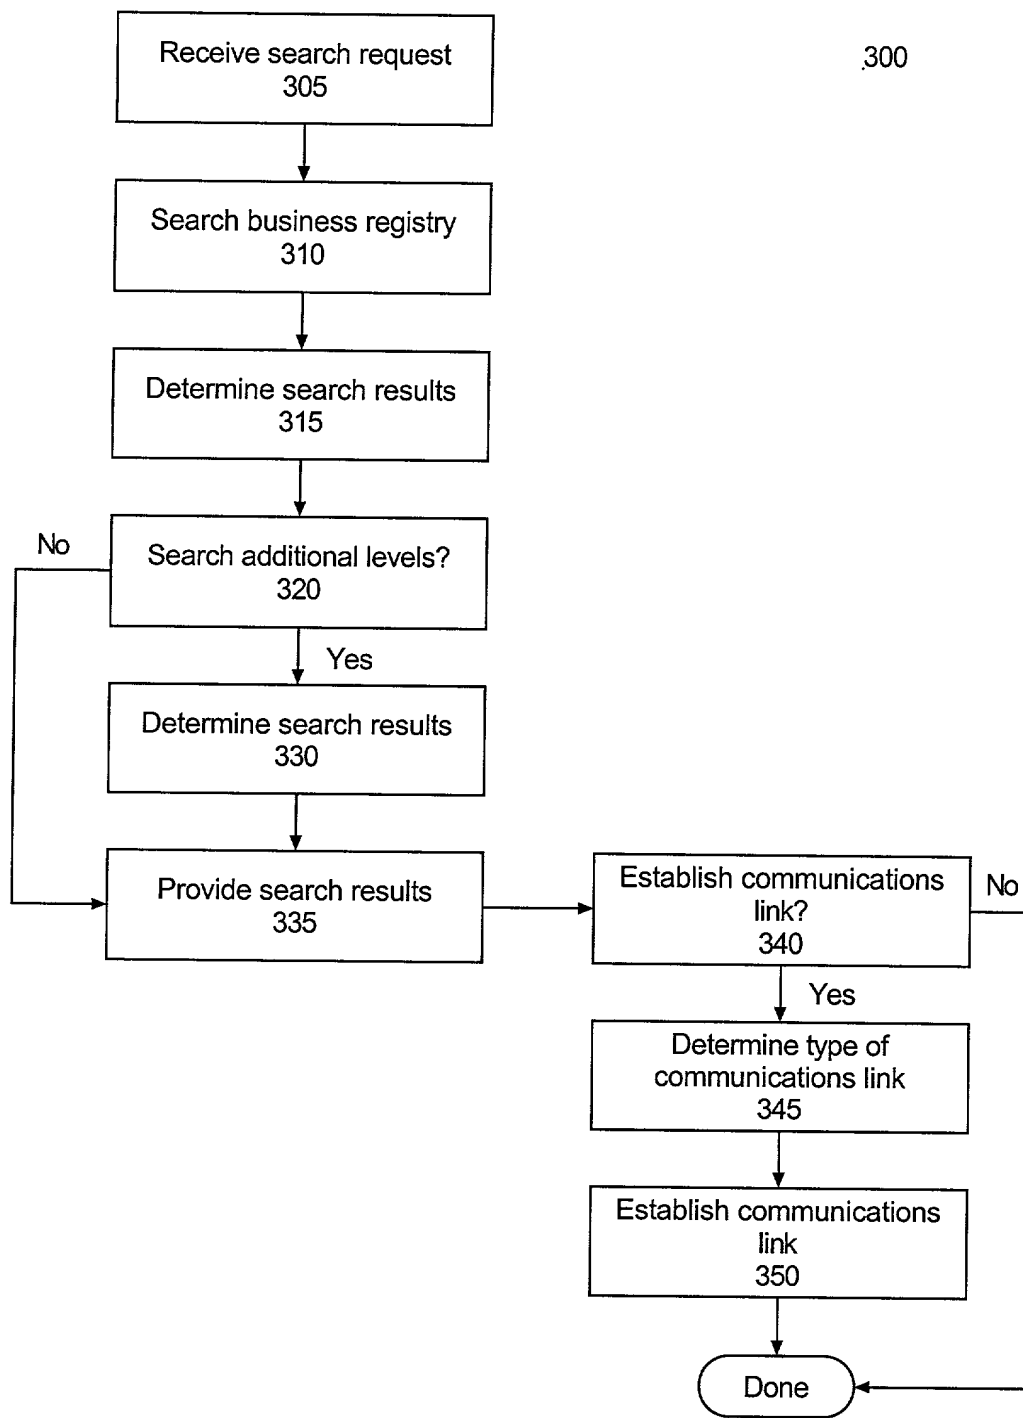 Receive search request
305
300
Search business registry
310
Determine search results
315
No
Search additional levels?
320
Yes
Determine search results
330
Provide search results
335
Establish communications
link?
340
No
Yes
Determine type of
communications link
345
Establish communications
link
350
Done